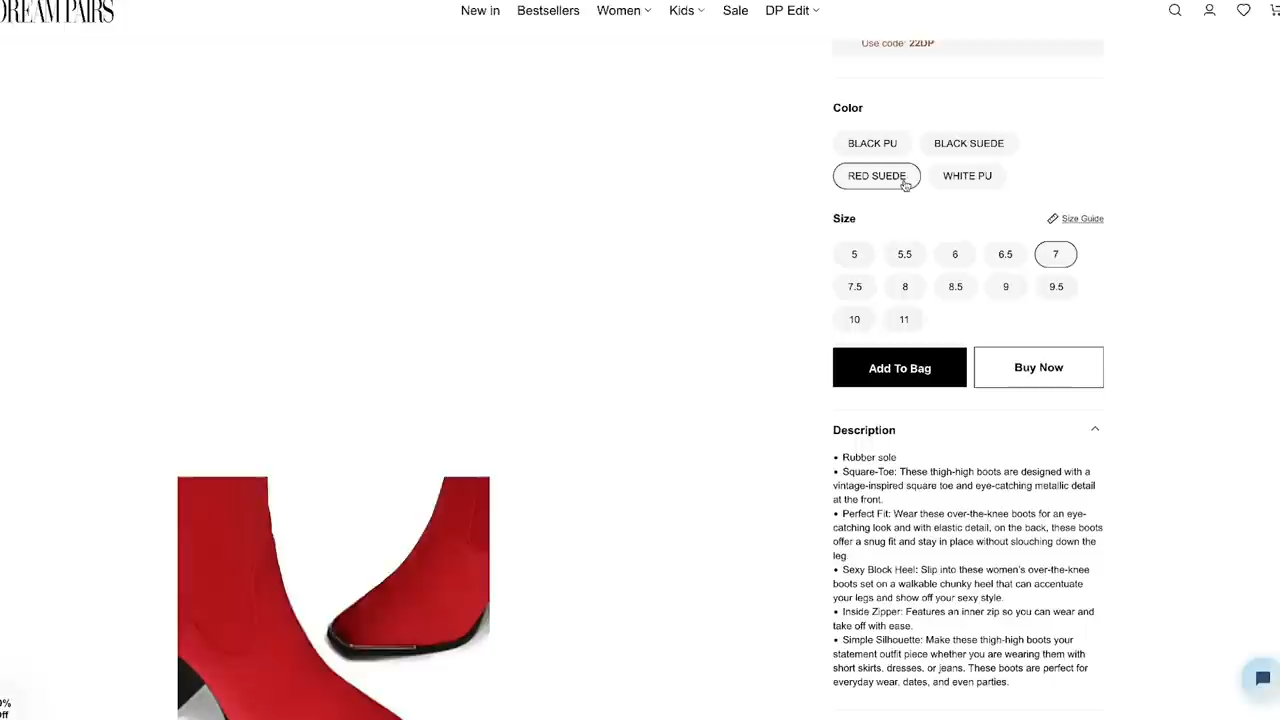 DREAM PAIRS
New in Bestsellers Women Kids Sale DP Edit
Use code: 22DP
Color
BLACK PU BLACK SUEDE
RED SUEDE WHITE PU
Size Size Guide
5 5.5 6 6.5 7
7.5 8 8.5 9 9.5
10 11
Add To Bag Buy Now
Description
• Rubber sole
• Square-Toe: These thigh-high boots are designed with a
vintage-inspired square toe and eye-catching metallic detail
at the front.
• Perfect Fit: Wear these over-the-knee boots for an eye-
catching look and with elastic detail, on the back, these boots
offer a snug fit and stay in place without slouching down the
leg.
• Sexy Block Heel: Slip into these women's over-the-knee
boots set on a walkable chunky heel that can accentuate
your legs and show off your sexy style.
• Inside Zipper: Features an inner zip so you can wear and
take off with ease.
• Simple Silhouette: Make these thigh-high boots your
statement outfit piece whether you are wearing them with
short skirts, dresses, or jeans. These boots are perfect for
everyday wear, dates, and even parties.